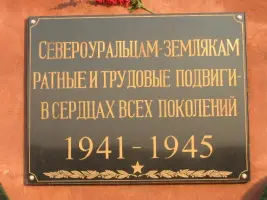 СЕВЕРОУРАЛЬЦАМ-ЗЕМЛЯКАМ
РАТНЫЕ И ТРУДОВЫЕ ПОДВИГИ-
В СЕРДЦАХ ВСЕХ ПОКОЛЕНИЙ
1941-1945